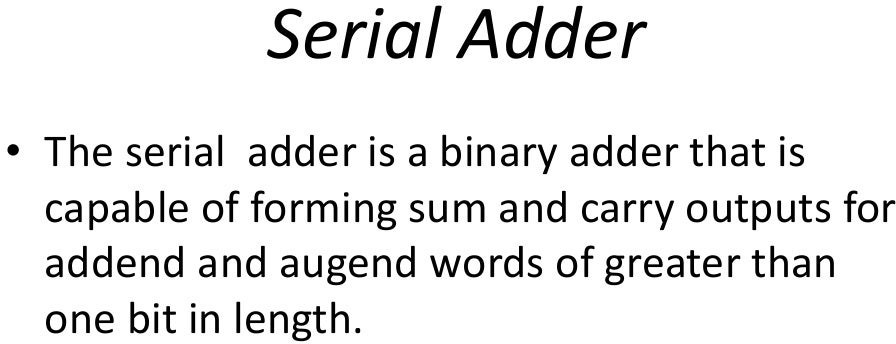 Serial Adder
• The serial  adder is a binary adder that is
capable of forming sum and carry outputs for
addend and augend words of greater than
one bit in length.